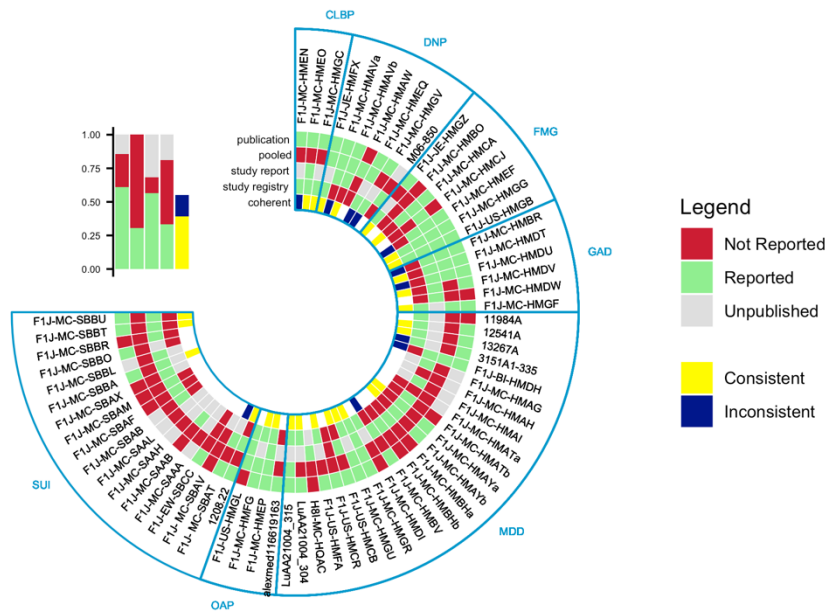 CLBP
DNP
FMG
GAD
MDD
OAP
SUI
publication
pooled
study report
study registry
coherent
1.00
0.75
0.50
0.25
0.00
F1J-MC-HMEN
F1J-MC-HMEO
F1J-MC-HMGC
F1J-JE-HMFX
F1J-MC-HMAVa
F1J-MC-HMAVb
F1J-MC-HMAW
F1J-MC-HMEQ
F1J-MC-HMGV
M06-850
F1J-JE-HMGZ
F1J-MC-HMBO
F1J-MC-HMCA
F1J-MC-HMCJ
F1J-MC-HMEF
F1J-MC-HMGG
F1J-US-HMGB
F1J-MC-HMBR
F1J-MC-HMDT
F1J-MC-HMDU
F1J-MC-HMDV
F1J-MC-HMDW
F1J-MC-HMGF
11984A
12541A
13267A
3151A1-335
F1J-BI-HMDH
F1J-MC-HMAG
F1J-MC-HMAH
F1J-MC-HMAI
F1J-MC-HMATa
F1J-MC-HMATb
F1J-MC-HMAYa
F1J-MC-HMAYb
F1J-MC-HMBHa
F1J-MC-HMBHb
F1J-MC-HMBV
F1J-MC-HMDI
F1J-MC-HMGR
F1J-MC-HMGU
F1J-US-HMCB
F1J-US-HMCR
F1J-US-HMFA
H8I-MC-HQAC
LuAA21004_304
LuAA21004_315
alexmed116619163
F1J-MC-HMEP
F1J-MC-HMFG
F1J-US-HMGL
1208.22
F1J- MC-SBAT
F1J- MC-SBAV
F1J-EW-SBCC
F1J-MC-SAAA
F1J-MC-SAAB
F1J-MC-SAAH
F1J-MC-SAAL
F1J-MC-SBAB
F1J-MC-SBAF
F1J-MC-SBAM
F1J-MC-SBAX
F1J-MC-SBBA
F1J-MC-SBBL
F1J-MC-SBBO
F1J-MC-SBBR
F1J-MC-SBBT
F1J-MC-SBBU
Legend
Not Reported
Reported
Unpublished
Consistent
Inconsistent